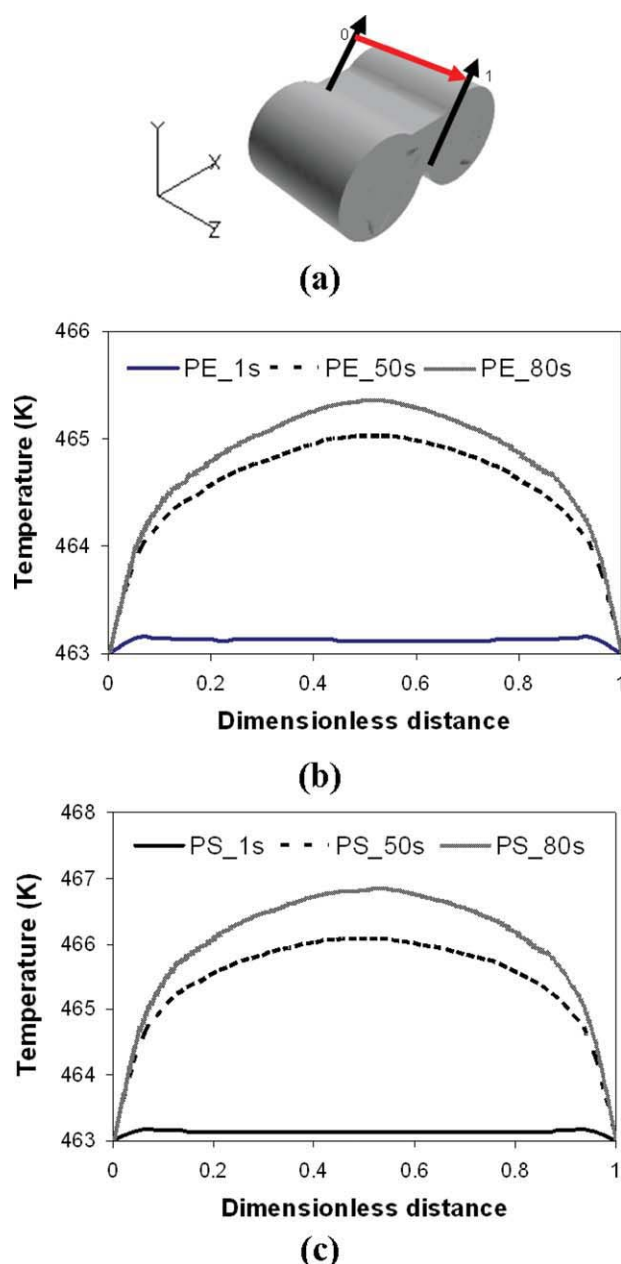 0
1
Y
X
Z
(a)
466
PE_1s PE_50s PE_80s
465
Temperature (K)
464
463
0 0.2 0.4 0.6 0.8 1
Dimensionless distance
(b)
468
PS_1s PS_50s PS_80s
467
466
Temperature (K)
465
464
463
0 0.2 0.4 0.6 0.8 1
Dimensionless distance
(c)